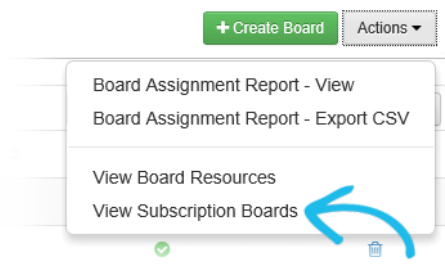 + Create Board Actions
Board Assignment Report - View
Board Assignment Report - Export CSV
View Board Resources
View Subscription Boards